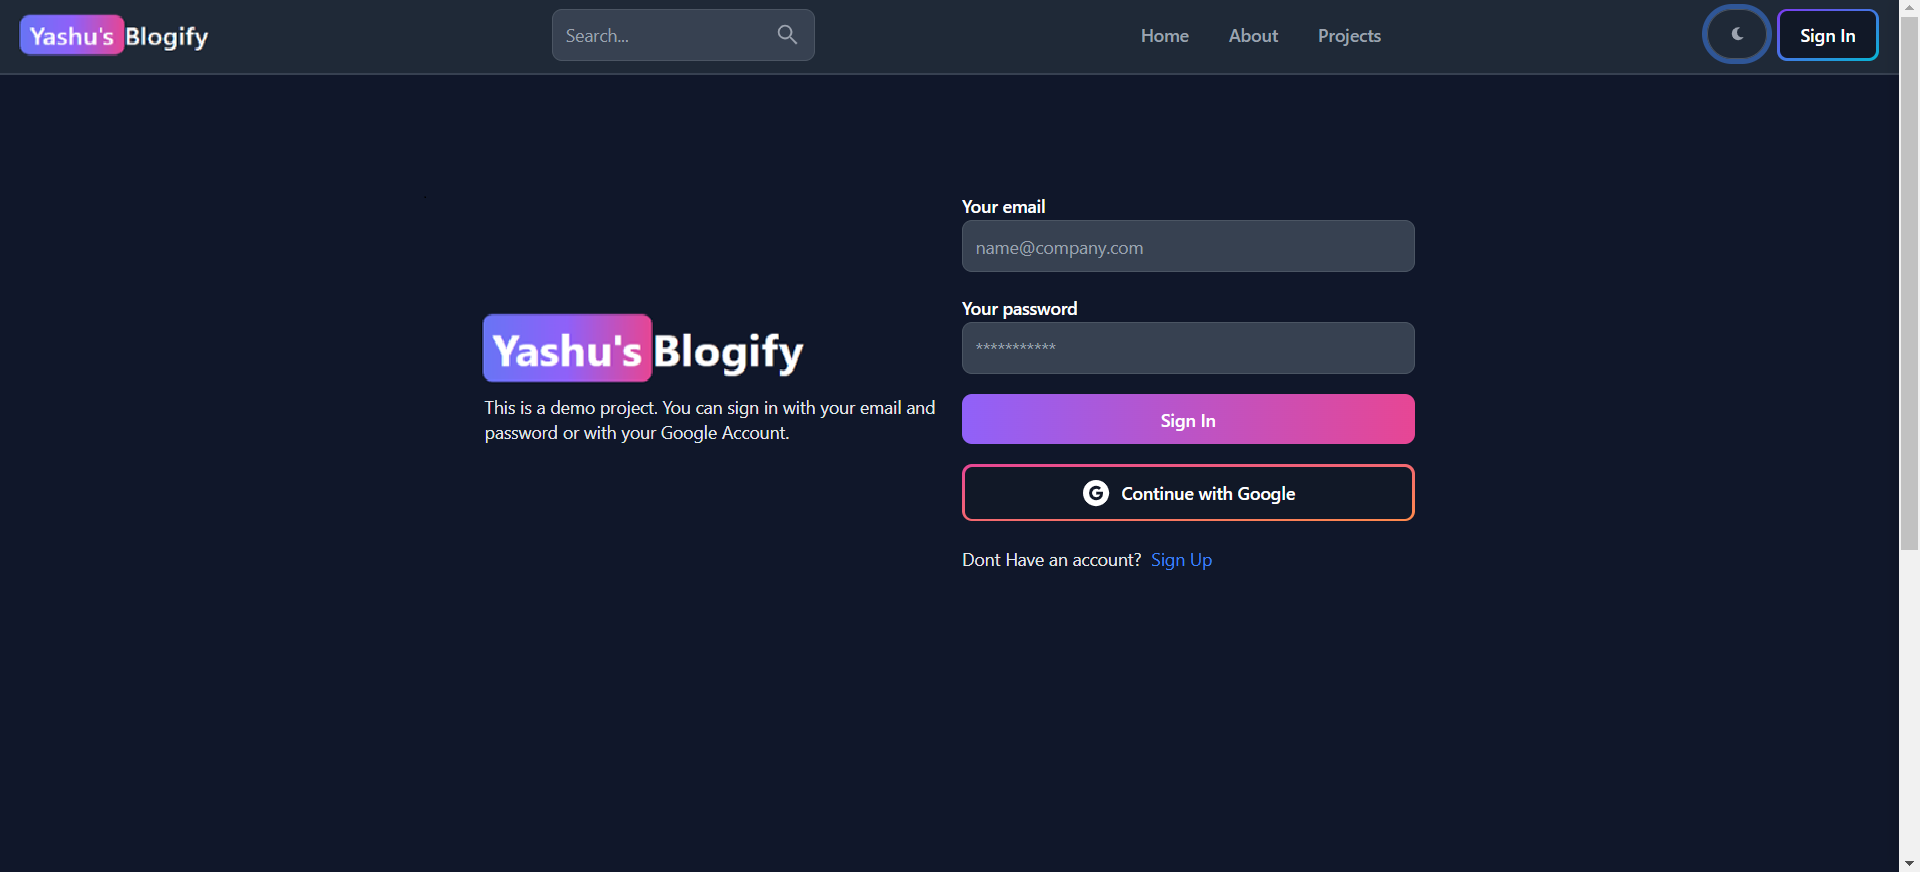 Yashu's Blogify
Search...
Home
About
Projects
Sign In
Your email
name@company.com
Your password
***********
Yashu's Blogify
This is a demo project. You can sign in with your email and
password or with your Google Account.
Sign In
G Continue with Google
Dont Have an account? Sign Up